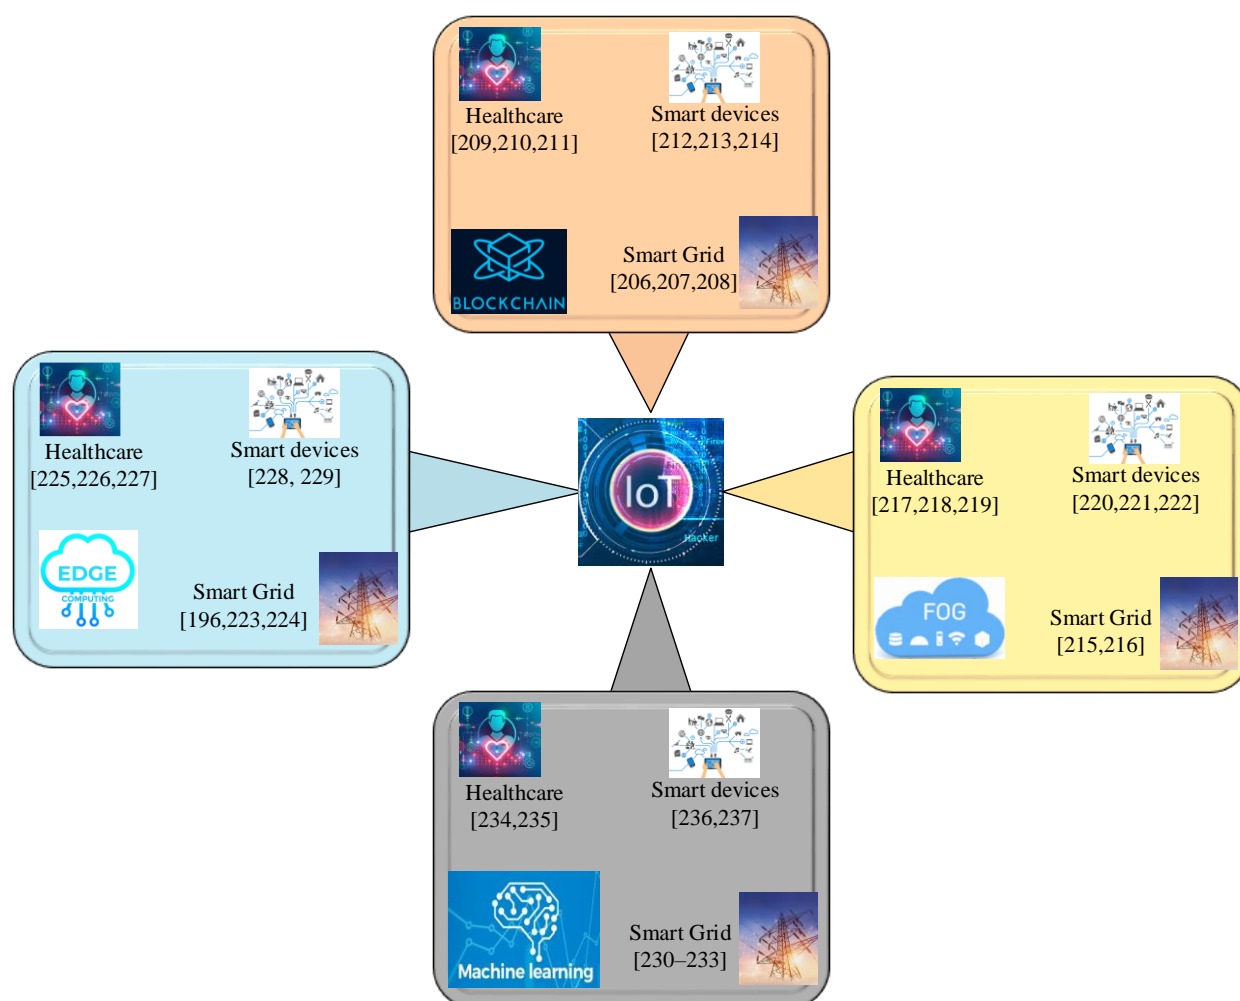 Healthcare
[209,210,211]
Smart devices
[212,213,214]
BLOCKCHAIN
Smart Grid
[206,207,208]
Healthcare
[225,226,227]
Smart devices
[228, 229]
EDGE
COMPUTING
Smart Grid
[196,223,224]
IoT
Hacker
Healthcare
[217,218,219]
Smart devices
[220,221,222]
FOG
Smart Grid
[215,216]
Healthcare
[234,235]
Smart devices
[236,237]
Machine learning
Smart Grid
[230–233]